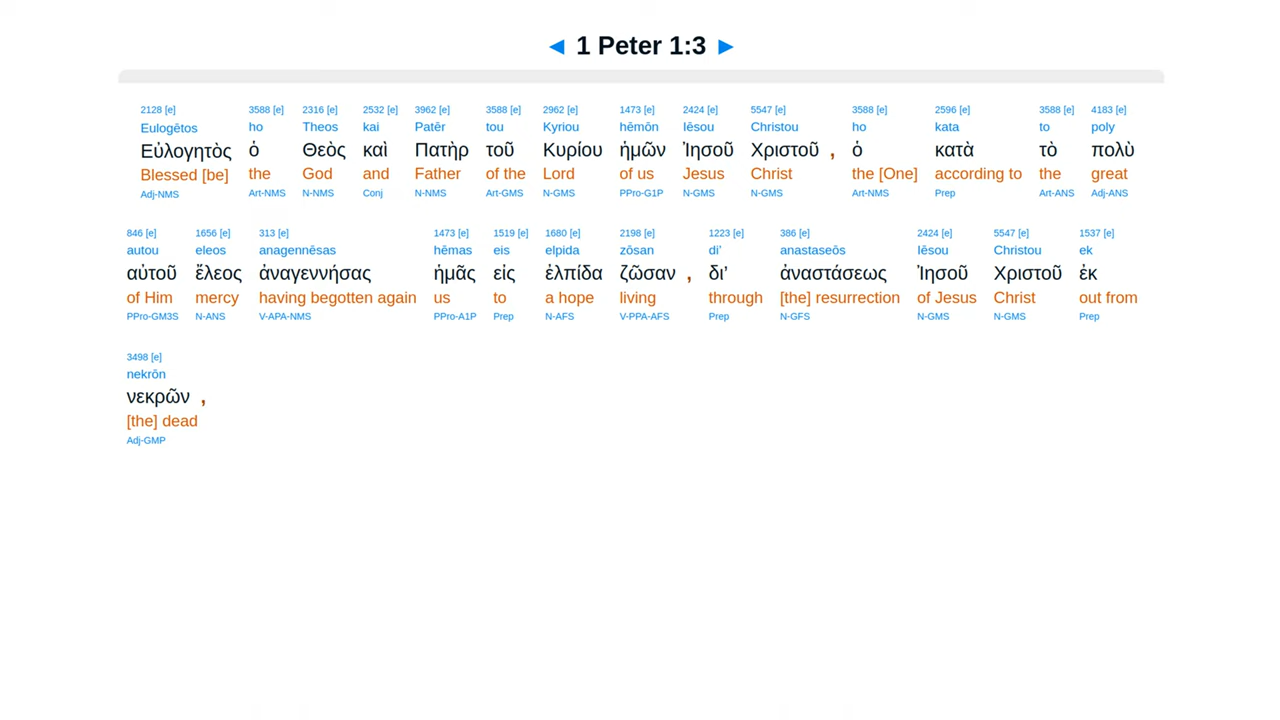 ◄ 1 Peter 1:3 ►
2128 [e] 3588 [e] 2316 [e] 2532 [e] 3962 [e] 3588 [e] 2962 [e] 1473 [e] 2424 [e] 5547 [e] 3588 [e] 2596 [e] 3588 [e] 4183 [e]
Eulogētos ho Theos kai Patēr tou Kyriou hēmōn Iēsou Christou ho kata to poly
Εὐλογητὸς ὁ Θεὸς καὶ Πατὴρ τοῦ Κυρίου ἡμῶν Ἰησοῦ Χριστοῦ , ὁ κατὰ τὸ πολὺ
Blessed [be] the God and Father of the Lord of us Jesus Christ the [One] according to the great
Adj-NMS Art-NMS N-NMS Conj N-NMS Art-GMS N-GMS PPro-G1P N-GMS N-GMS Art-NMS Prep Art-ANS Adj-ANS
846 [e] 1656 [e] 313 [e] 1473 [e] 1519 [e] 1680 [e] 2198 [e] 1223 [e] 386 [e] 2424 [e] 5547 [e] 1537 [e]
autou eleos anagennēsas hēmas eis elpida zōsan di’ anastaseōs Iēsou Christou ek
αὐτοῦ ἔλεος ἀναγεννήσας ἡμᾶς εἰς ἐλπίδα ζῶσαν , δι’ ἀναστάσεως Ἰησοῦ Χριστοῦ ἐκ
of Him mercy having begotten again us to a hope living through [the] resurrection of Jesus Christ out from
PPro-GM3S N-ANS V-APA-NMS PPro-A1P Prep N-AFS V-PPA-AFS Prep N-GFS N-GMS N-GMS Prep
3498 [e]
nekrōn
νεκρῶν ,
[the] dead
Adj-GMP